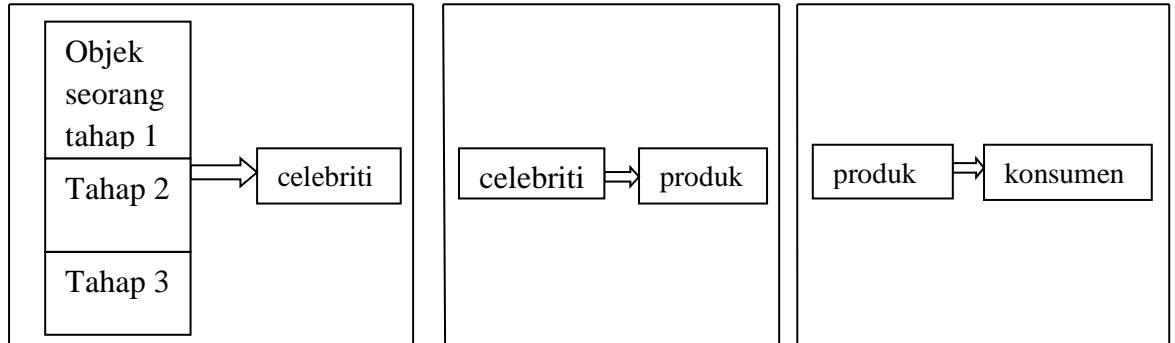 Objek
seorang
tahap 1
Tahap 2
Tahap 3
celebriti
celebriti
produk
produk
konsumen